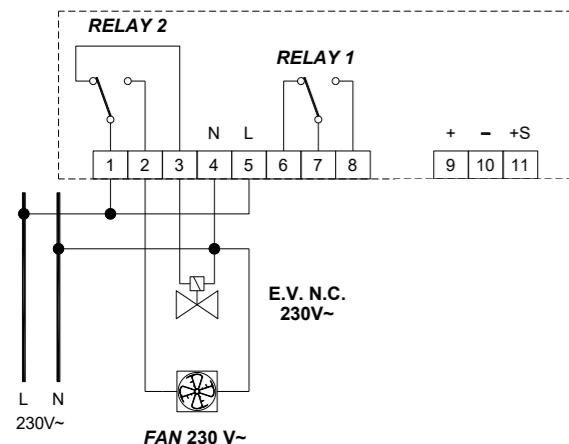 RELAY 2
RELAY 1
N L + – +S
1 2 3 4 5 6 7 8 9 10 11
E.V. N.C.
230V~
L N
230V~
FAN 230 V~